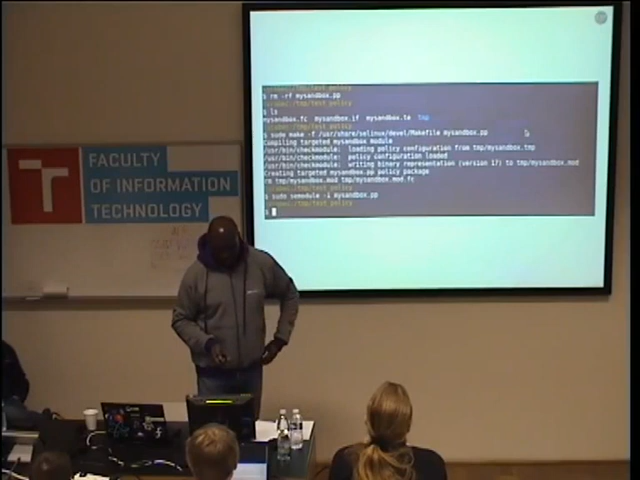 $ rm -rf mysandbox.pp
$ ls
mysandbox.fc mysandbox.if mysandbox.te tmp
$ sudo make -f /usr/share/selinux/devel/Makefile mysandbox.pp
Compiling targeted mysandbox module
/usr/bin/checkmodule: loading policy configuration from tmp/mysandbox.tmp
/usr/bin/checkmodule: policy configuration loaded
/usr/bin/checkmodule: writing binary representation (version 17) to tmp/mysandbox.mod
Creating targeted mysandbox.pp policy package
rm tmp/mysandbox.mod tmp/mysandbox.mod.fc
$ sudo semodule -i mysandbox.pp
$
T
FACULTY
OF INFORMATION
TECHNOLOGY